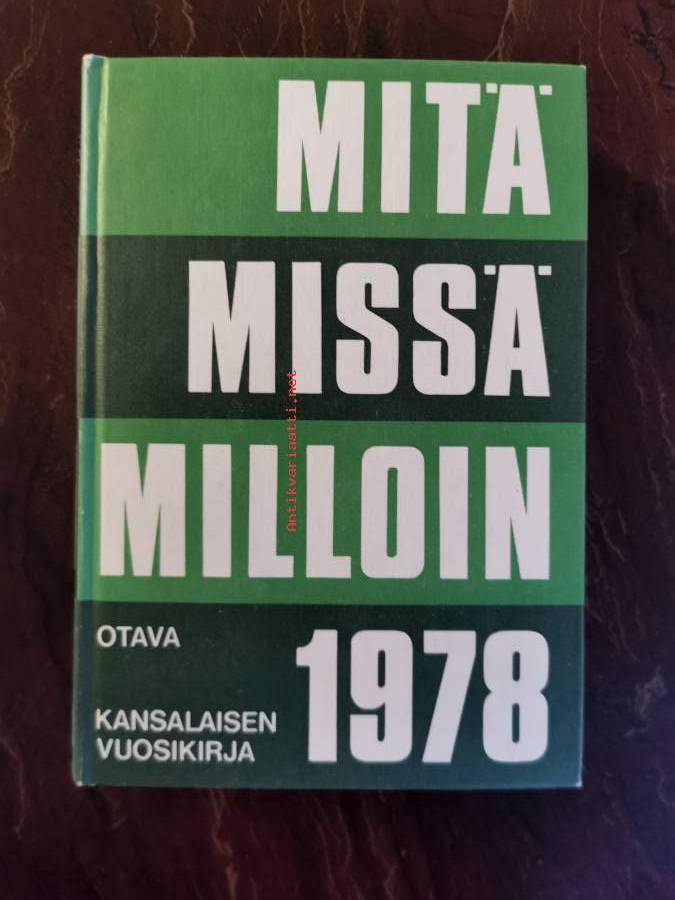 MITÄ
MISSÄ
MILLOIN
1978
OTAVA
KANSALAISEN
VUOSIKIRJA
Antikvariaatti.net